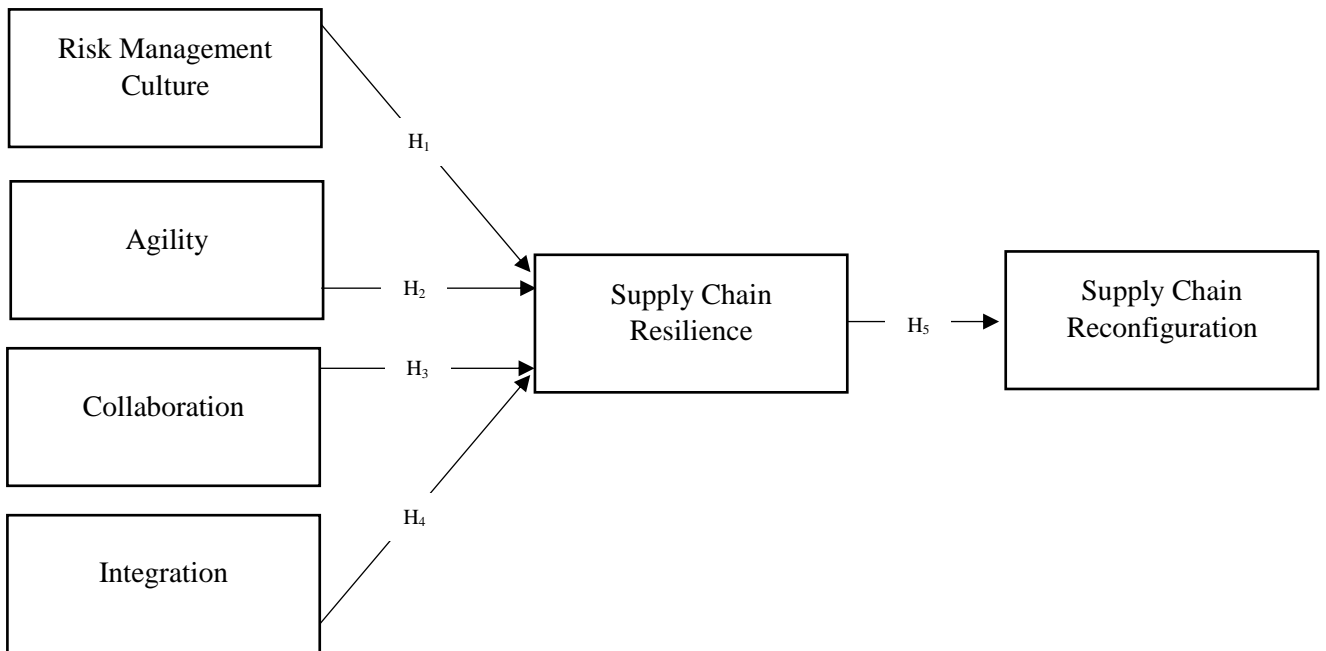 Risk Management
Culture
H₁
Agility
H₂
Supply Chain
Resilience
H₅
Supply Chain
Reconfiguration
H₃
Collaboration
H₄
Integration